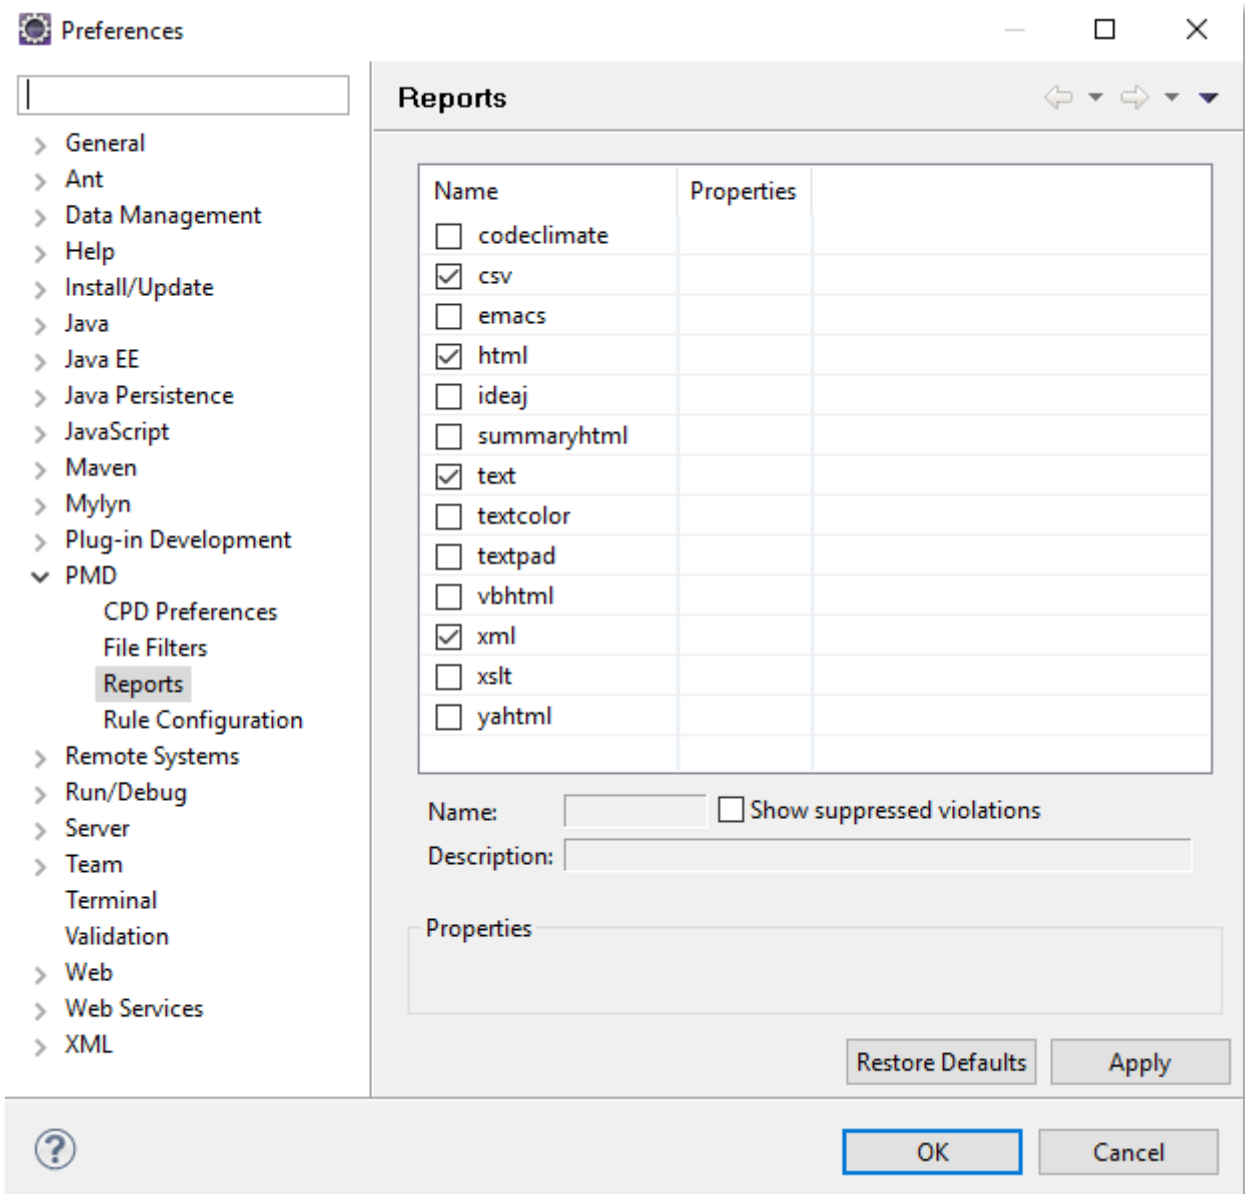 Preferences
General
Ant
Data Management
Help
Install/Update
Java
Java EE
Java Persistence
JavaScript
Maven
Mylyn
Plug-in Development
PMD
CPD Preferences
File Filters
Reports
Rule Configuration
Remote Systems
Run/Debug
Server
Team
Terminal
Validation
Web
Web Services
XML
Reports
Name Properties
codeclimate
csv
emacs
html
ideaj
summaryhtml
text
textcolor
textpad
vbhtml
xml
xslt
yahtml
Name: Show suppressed violations
Description:
Properties
Restore Defaults Apply
? OK Cancel